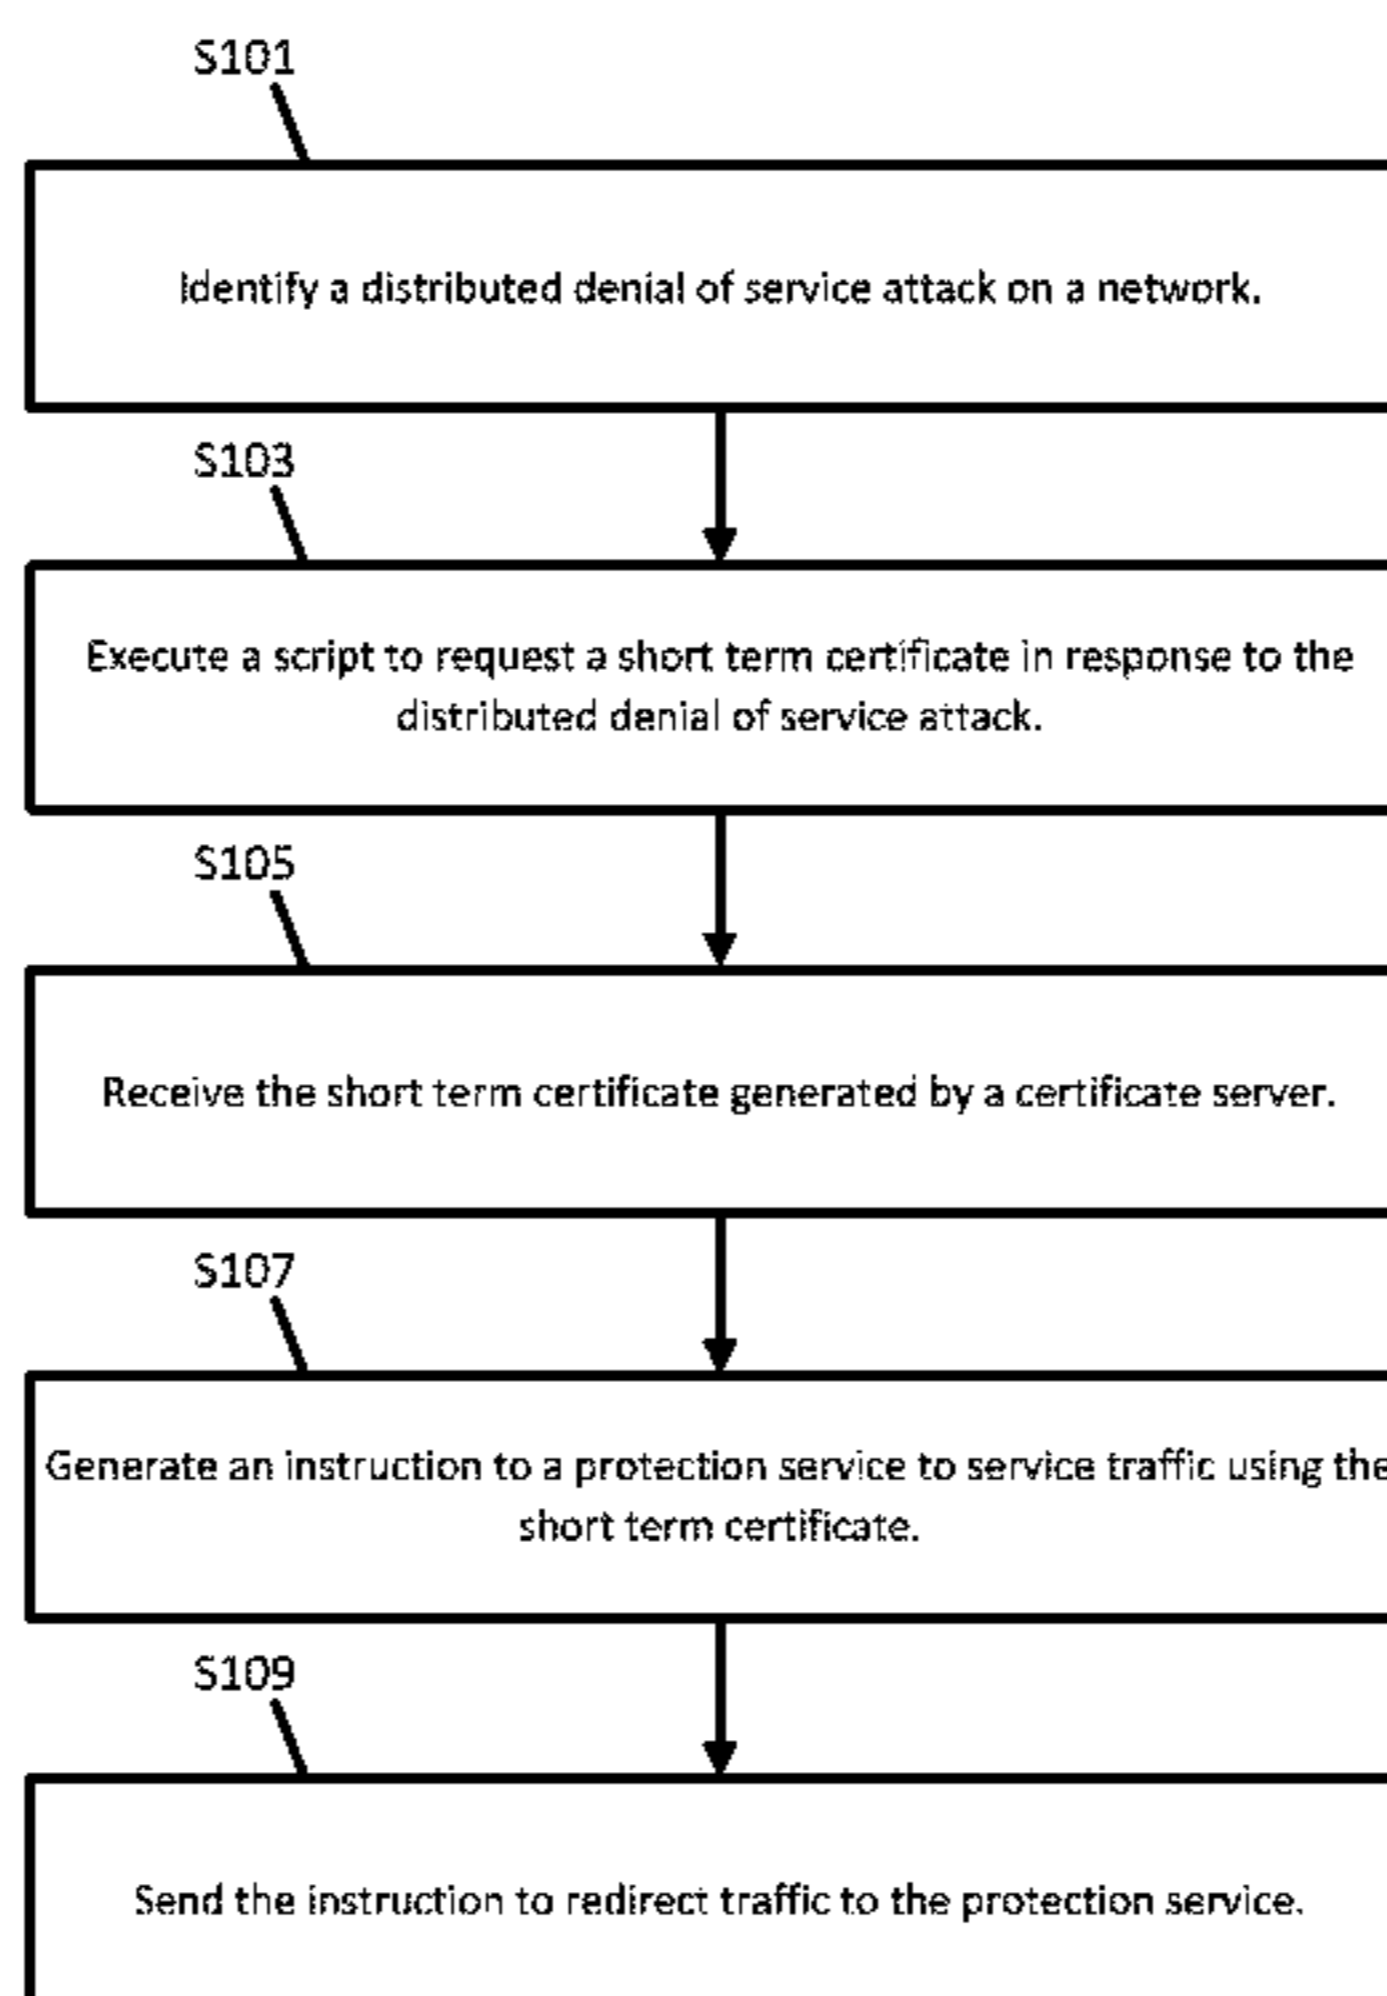 S101
Identify a distributed denial of service attack on a network.
S103
Execute a script to request a short term certificate in response to the
distributed denial of service attack.
S105
Receive the short term certificate generated by a certificate server.
S107
Generate an instruction to a protection service to service traffic using the
short term certificate.
S109
Send the instruction to redirect traffic to the protection service.